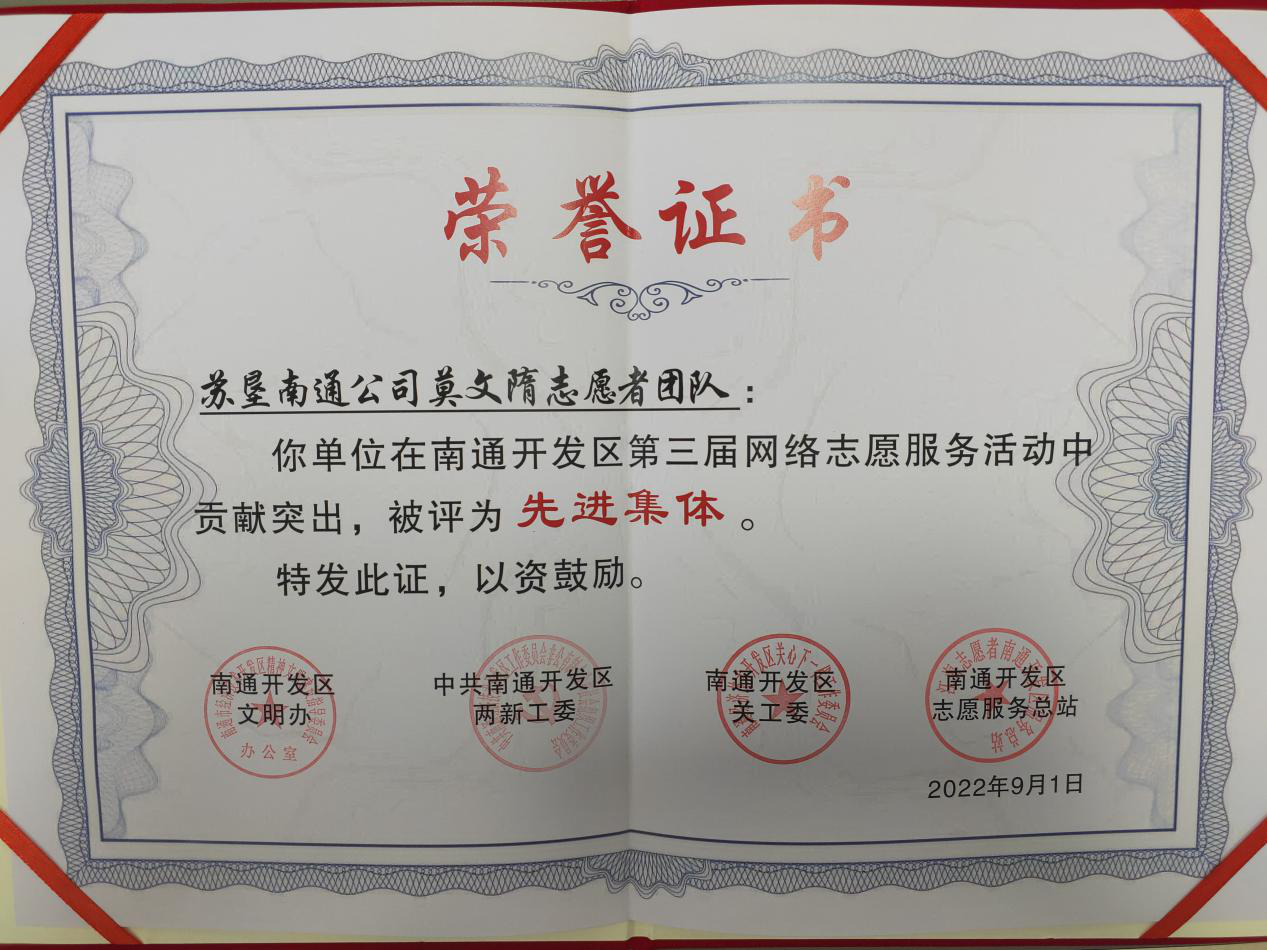 荣誉证书
苏垦南通公司莫文隋志愿者团队：
你单位在南通开发区第三届网络志愿服务活动中
贡献突出，被评为先进集体。
特发此证，以资鼓励。
南通开发区
文明办
办公室
中共南通开发区
两新工委
南通开发区
关工委
南通开发区
志愿服务总站
2022年9月1日